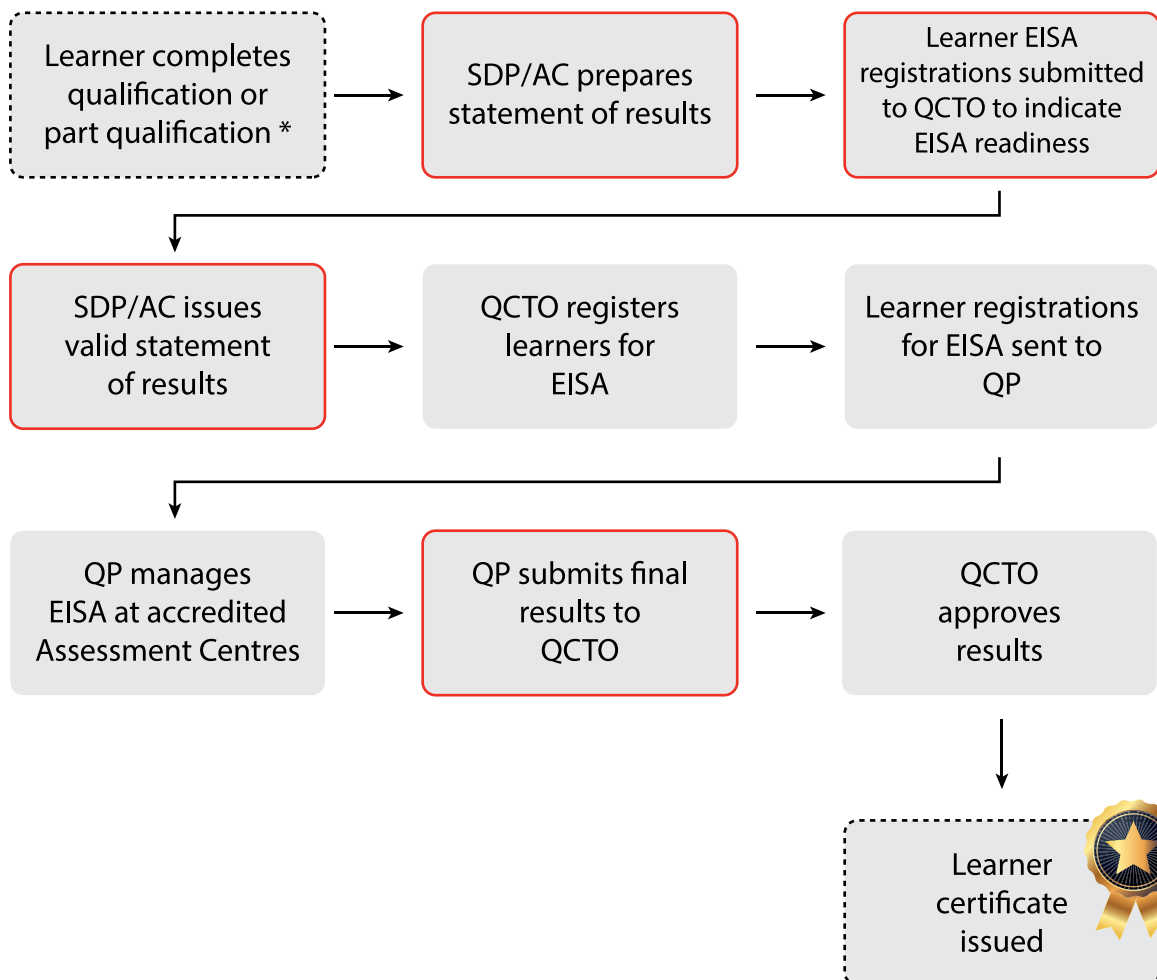 Learner completes
qualification or
part qualification *
SDP/AC prepares
statement of results
Learner EISA
registrations submitted
to QCTO to indicate
EISA readiness
SDP/AC issues
valid statement
of results
QCTO registers
learners for
EISA
Learner registrations
for EISA sent to
QP
QP manages
EISA at accredited
Assessment Centres
QP submits final
results to
QCTO
QCTO
approves
results
Learner
certificate
issued